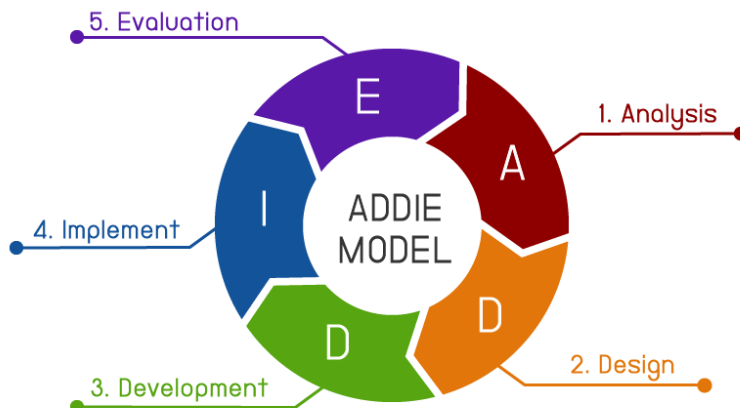 5. Evaluation
E
1. Analysis
A
ADDIE
MODEL
I
4. Implement
D
D
2. Design
3. Development